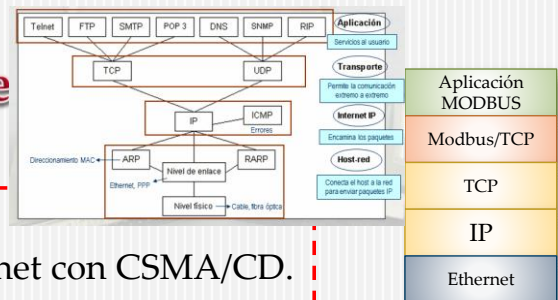 Telnet
FTP
SMTP
POP 3
DNS
SNMP
RIP
Aplicación
Servicios al usuario
TCP
UDP
Transporte
Permite la comunicación
extremo a extremo
IP
ICMP
Errores
Internet IP
Encamina los paquetes
Direccionamiento MAC
ARP
Nivel de enlace
RARP
Host-red
Ethernet, PPP
Conecta el host a la red
para enviar paquetes IP
Nivel físico
Cable, fibra óptica
Aplicación
MODBUS
Modbus/TCP
TCP
IP
Ethernet
e
net con CSMA/CD.